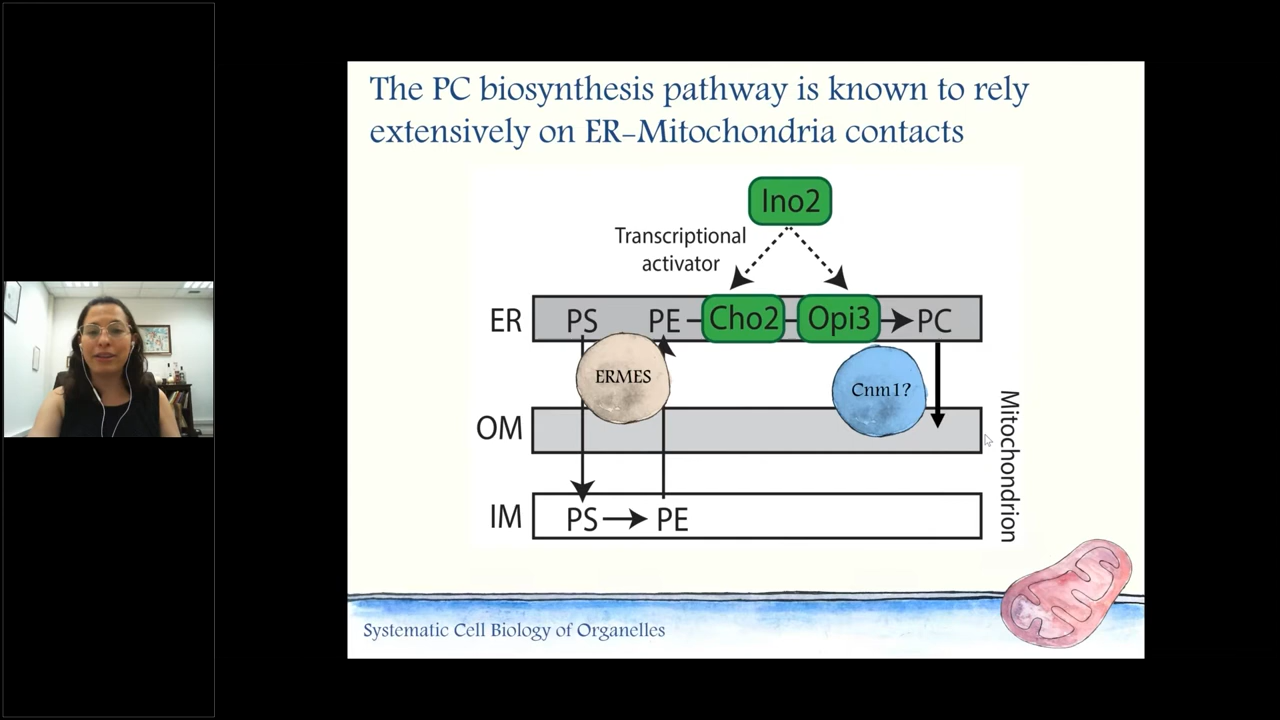 The PC biosynthesis pathway is known to rely
extensively on ER-Mitochondria contacts
Ino2
Transcriptional
activator
ER
PS
PE
Cho2
Opi3
PC
ERMES
Cnm1?
OM
Mitochondrion
IM
PS
PE
Systematic Cell Biology of Organelles